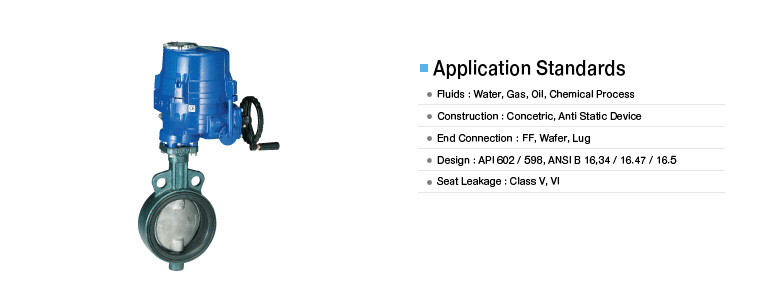 Application Standards
Fluids : Water, Gas, Oil, Chemical Process
Construction : Concetric, Anti Static Device
End Connection : FF, Wafer, Lug
Design : API 602 / 598, ANSI B 16,34 / 16.47 / 16.5
Seat Leakage : Class V, VI